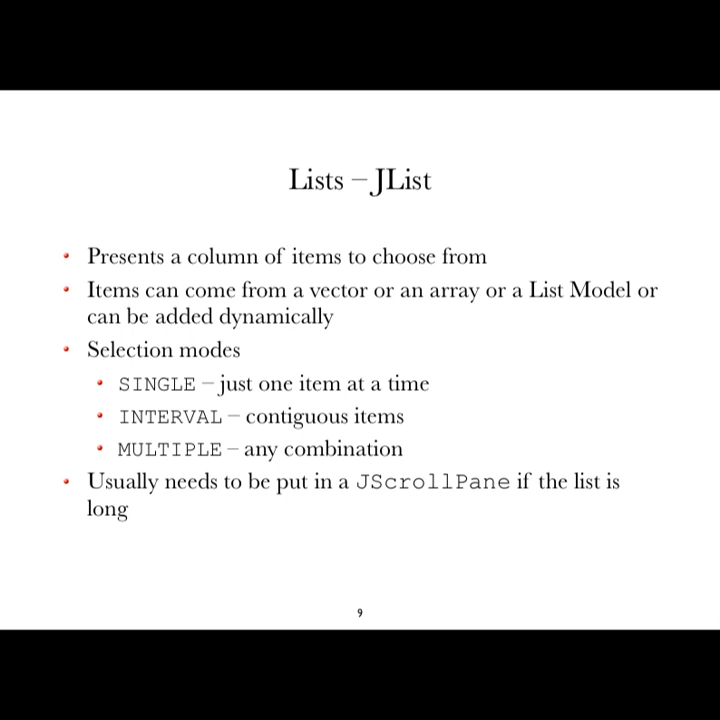 Lists – JList
• Presents a column of items to choose from
• Items can come from a vector or an array or a List Model or
can be added dynamically
• Selection modes
• SINGLE – just one item at a time
• INTERVAL – contiguous items
• MULTIPLE – any combination
• Usually needs to be put in a JScrollPane if the list is
long
9